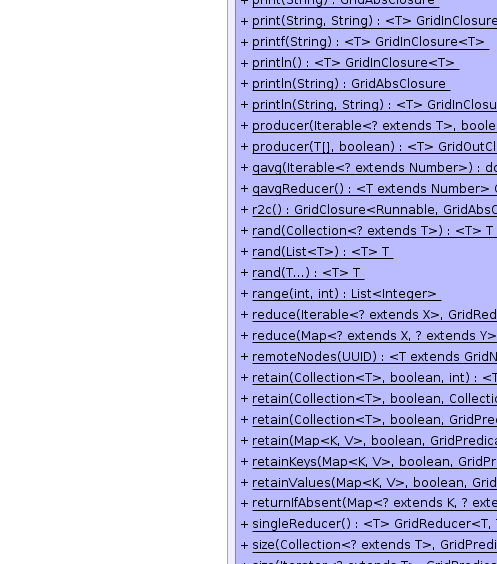 + print(String) : GridAbsClosure
+ print(String, String) : <T> GridInClosure
+ printf(String) : <T> GridInClosure<T>
+ println() : <T> GridInClosure<T>
+ println(String) : GridAbsClosure
+ println(String, String) : <T> GridInClosu
+ producer(Iterable<? extends T>, boole
+ producer(T[], boolean) : <T> GridOutCl
+ gavg(Iterable<? extends Number>) : do
+ gavgReducer() : <T extends Number> G
+ r2c() : GridClosure<Runnable, GridAbsC
+ rand(Collection<? extends T>) : <T> T
+ rand(List<T>) : <T> T
+ rand(T...) : <T> T
+ range(int, int) : List<Integer>
+ reduce(Iterable<? extends X>, GridRed
+ reduce(Map<? extends X, ? extends Y>
+ remoteNodes(UUID) : <T extends GridN
+ retain(Collection<T>, boolean, int) : <T
+ retain(Collection<T>, boolean, Collectio
+ retain(Collection<T>, boolean, GridPred
+ retain(Map<K, V>, boolean, GridPredica
+ retainKeys(Map<K, V>, boolean, GridPr
+ retainValues(Map<K, V>, boolean, Grid
+ returnIfAbsent(Map<? extends K, ? exte
+ singleReducer() : <T> GridReducer<T, T
+ size(Collection<? extends T>, GridPredi